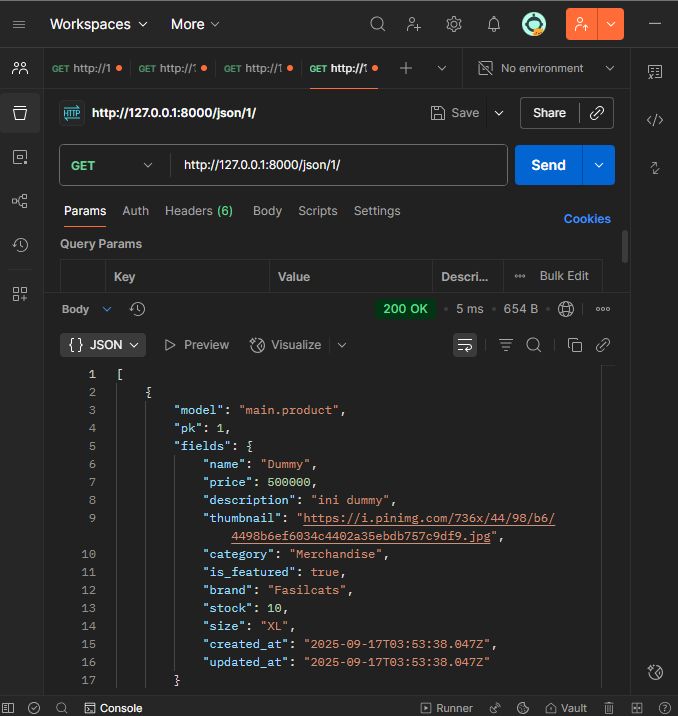 Workspaces More
GET http://1 GET http://1 GET http://1 GET http://1 No environment
HTTP http://127.0.0.1:8000/json/1/ Save Share
GET http://127.0.0.1:8000/json/1/ Send
Params Auth Headers (6) Body Scripts Settings Cookies
Query Params
Key Value Descri... Bulk Edit
Body 200 OK 5 ms 654 B
{} JSON Preview Visualize
1 [
2 {
3 "model": "main.product",
4 "pk": 1,
5 "fields": {
6 "name": "Dummy",
7 "price": 500000,
8 "description": "ini dummy",
9 "thumbnail": "https://i.pinimg.com/736x/44/98/b6/
4498b6ef6034c4402a35ebdb757c9df9.jpg",
10 "category": "Merchandise",
11 "is_featured": true,
12 "brand": "Fasilcats",
13 "stock": 10,
14 "size": "XL",
15 "created_at": "2025-09-17T03:53:38.047Z",
16 "updated_at": "2025-09-17T03:53:38.047Z"
17 }
Console Runner Vault